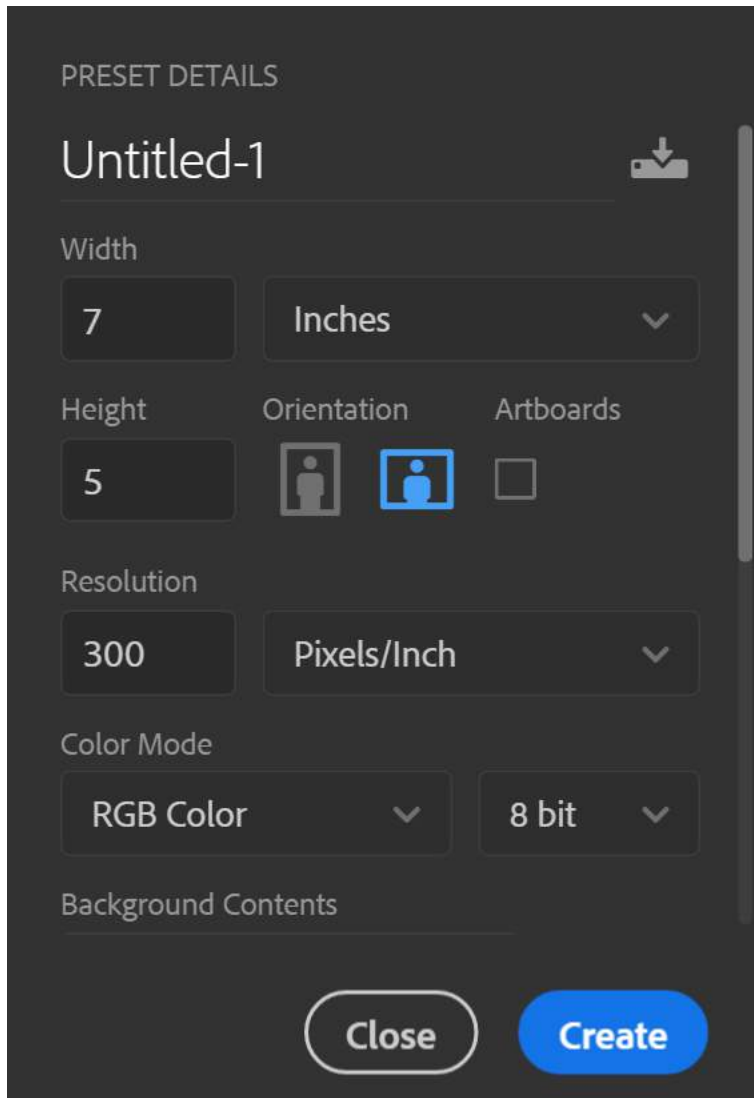 PRESET DETAILS
Untitled-1
Width
7 Inches
Height Orientation Artboards
5
Resolution
300 Pixels/Inch
Color Mode
RGB Color 8 bit
Background Contents
Close Create